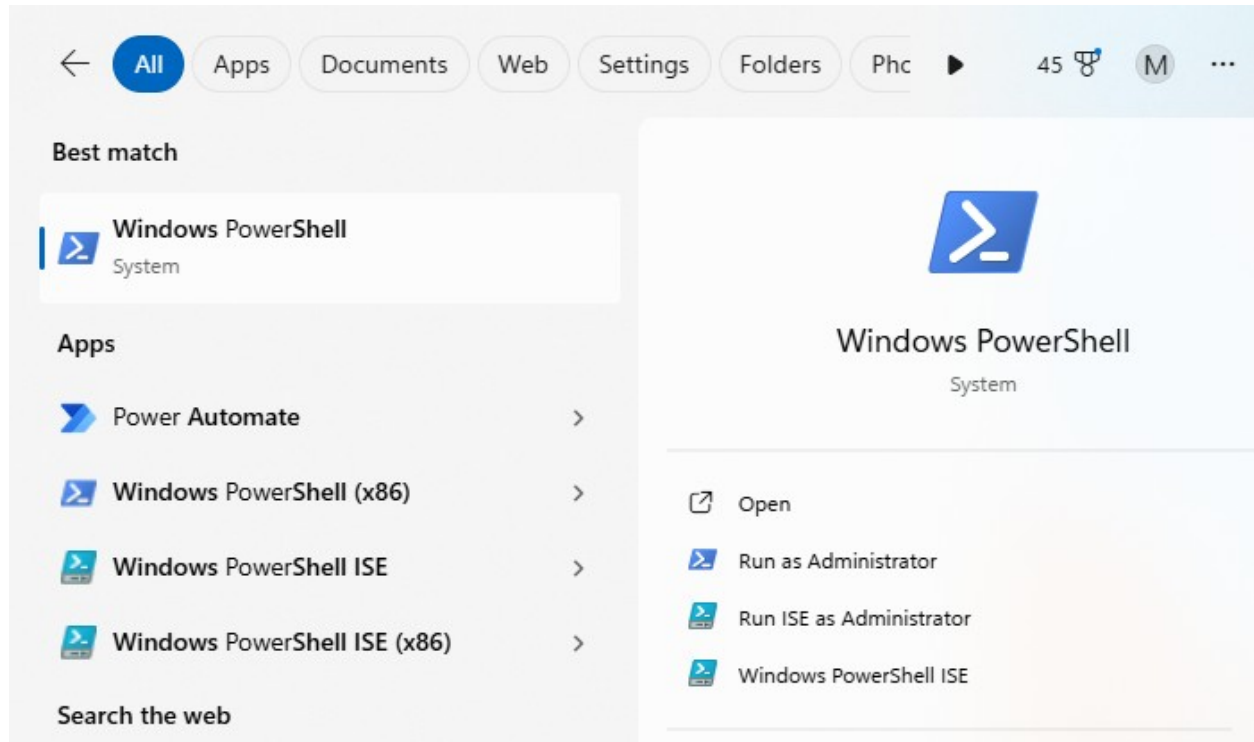 All Apps Documents Web Settings Folders Phc 45 M ...
Best match
Windows PowerShell
System
Apps
Power Automate
Windows PowerShell (x86)
Windows PowerShell ISE
Windows PowerShell ISE (x86)
Search the web
Windows PowerShell
System
Open
Run as Administrator
Run ISE as Administrator
Windows PowerShell ISE